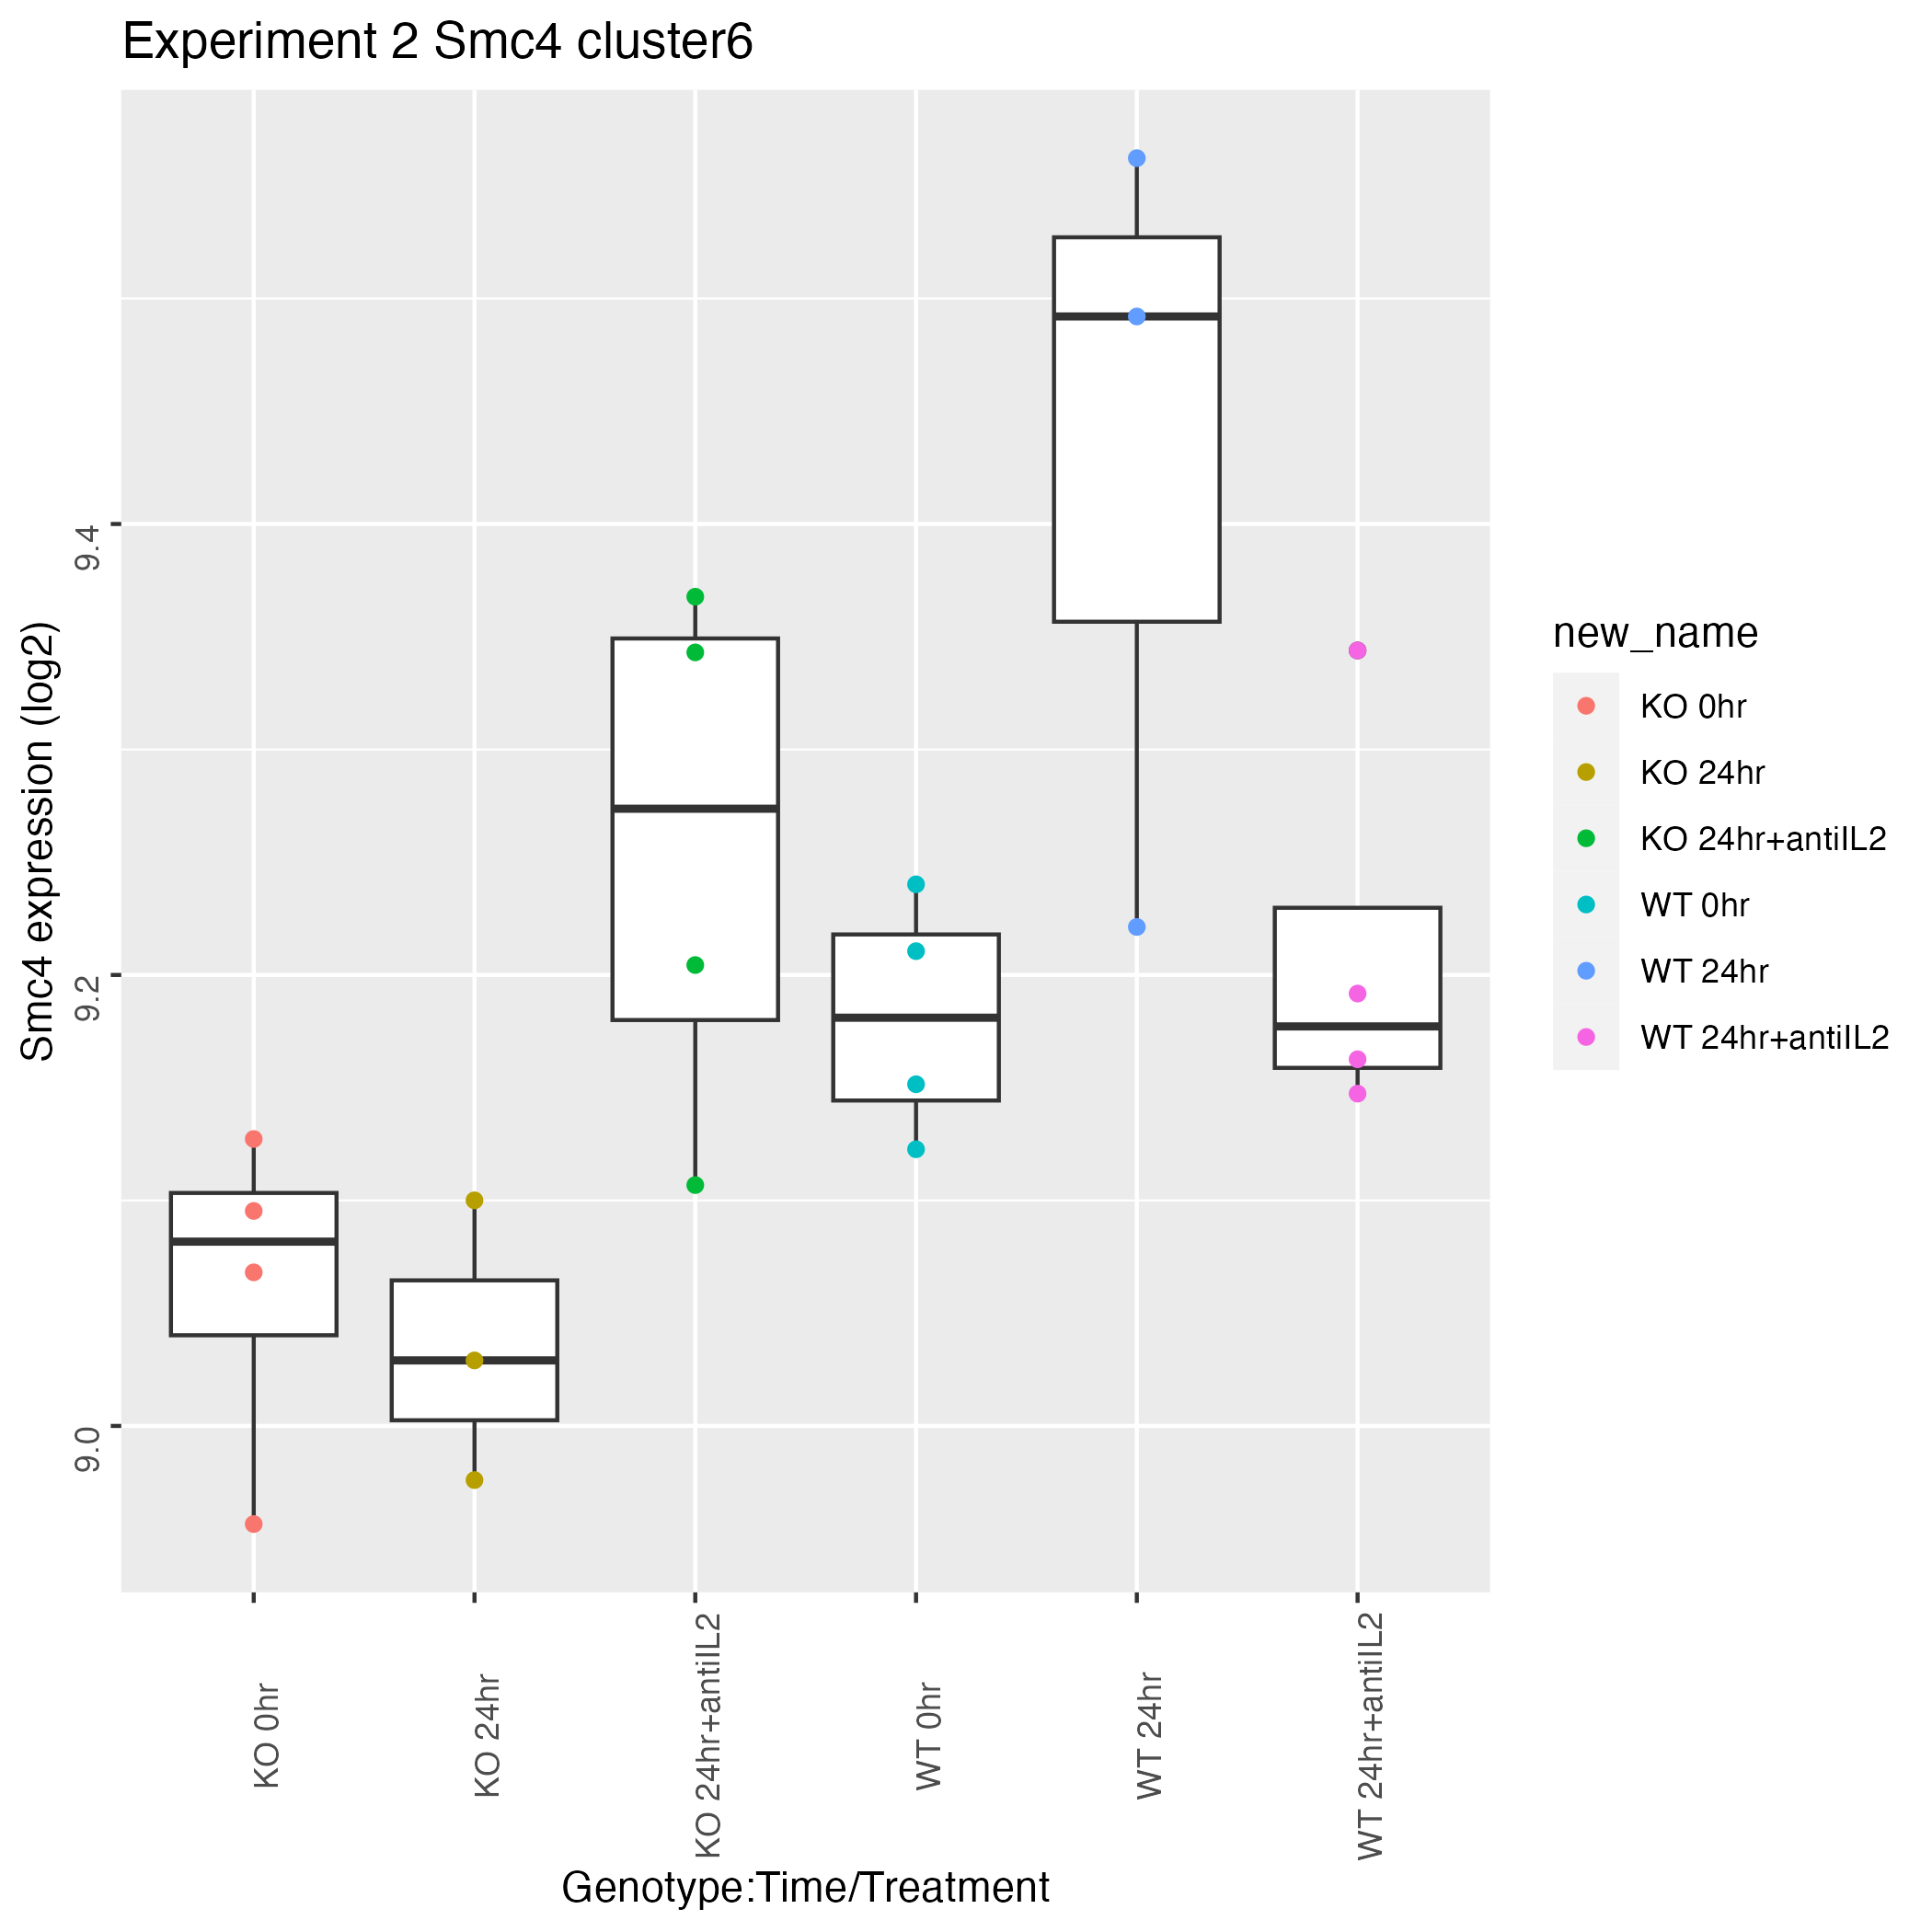 Experiment 2 Smc4 cluster6
Smc4 expression (log2)
9.4
9.2
9.0
KO 0hr
KO 24hr
KO 24hr+antiIL2
WT 0hr
WT 24hr
WT 24hr+antiIL2
Genotype:Time/Treatment
new_name
KO 0hr
KO 24hr
KO 24hr+antiIL2
WT 0hr
WT 24hr
WT 24hr+antiIL2